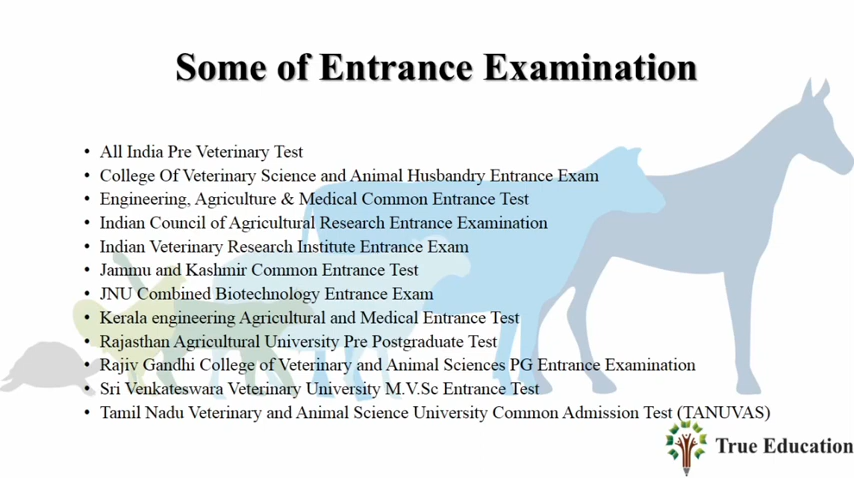 Some of Entrance Examination
• All India Pre Veterinary Test
• College Of Veterinary Science and Animal Husbandry Entrance Exam
• Engineering, Agriculture & Medical Common Entrance Test
• Indian Council of Agricultural Research Entrance Examination
• Indian Veterinary Research Institute Entrance Exam
• Jammu and Kashmir Common Entrance Test
• JNU Combined Biotechnology Entrance Exam
• Kerala engineering Agricultural and Medical Entrance Test
• Rajasthan Agricultural University Pre Postgraduate Test
• Rajiv Gandhi College of Veterinary and Animal Sciences PG Entrance Examination
• Sri Venkateswara Veterinary University M.V.Sc Entrance Test
• Tamil Nadu Veterinary and Animal Science University Common Admission Test (TANUVAS)
True Education